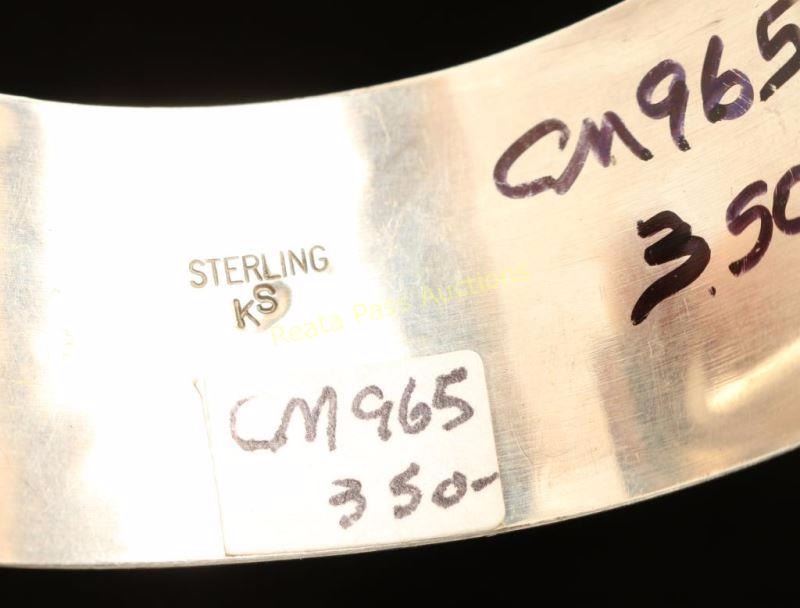 CM965
3.50
STERLING
KS
Reata Pass Auctions
CM965
350-